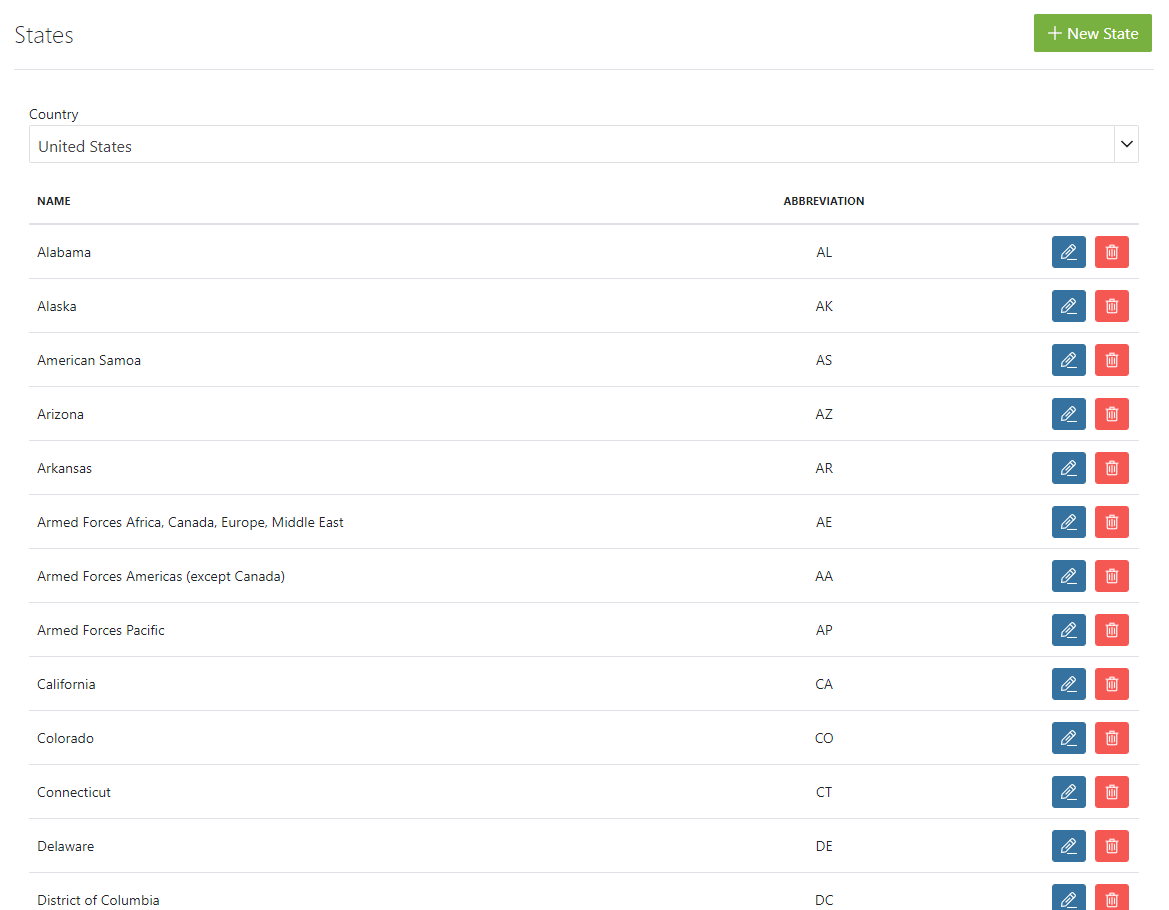 States
New State
Country
United States
NAME ABBREVIATION
Alabama AL
Alaska AK
American Samoa AS
Arizona AZ
Arkansas AR
Armed Forces Africa, Canada, Europe, Middle East AE
Armed Forces Americas (except Canada) AA
Armed Forces Pacific AP
California CA
Colorado CO
Connecticut CT
Delaware DE
District of Columbia DC